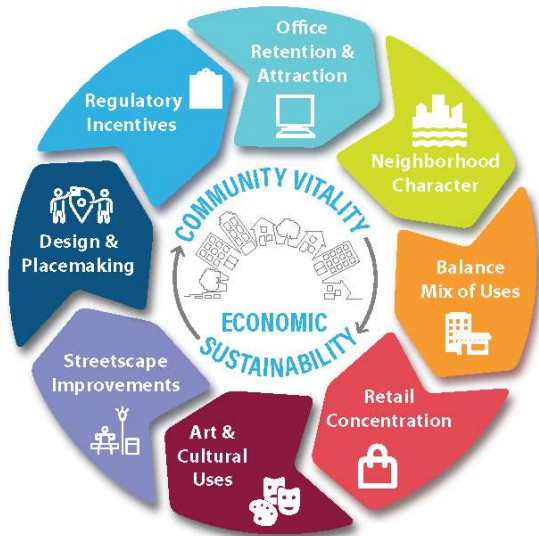 Office
Retention &
Attraction
Neighborhood
Character
Balance
Mix of Uses
Retail
Concentration
Art &
Cultural
Uses
Streetscape
Improvements
Design &
Placemaking
Regulatory
Incentives
COMMUNITY VITALITY
ECONOMIC
SUSTAINABILITY